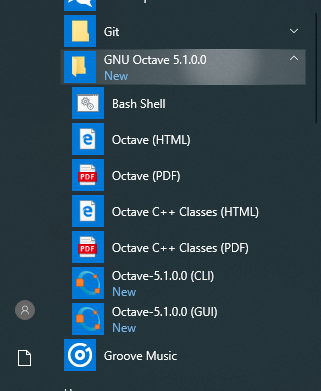 Git
GNU Octave 5.1.0.0
New
Bash Shell
Octave (HTML)
PDF
Octave (PDF)
Octave C++ Classes (HTML)
PDF
Octave C++ Classes (PDF)
Octave-5.1.0.0 (CLI)
New
Octave-5.1.0.0 (GUI)
New
Groove Music